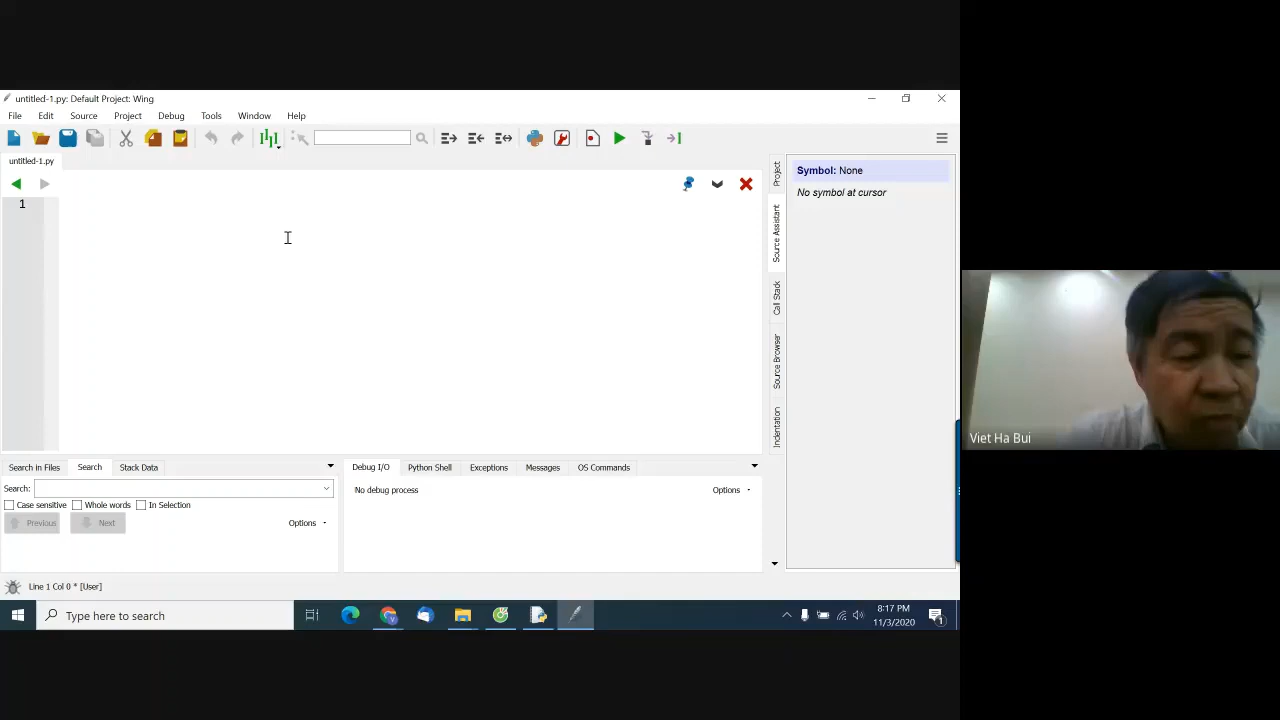 untitled-1.py: Default Project: Wing
File Edit Source Project Debug Tools Window Help
untitled-1.py
1
Project
Source Assistant
Call Stack
Source Browser
Indentation
Symbol: None
No symbol at cursor
Search in Files Search Stack Data
Search:
Case sensitive Whole words In Selection
Previous Next Options
Debug I/O Python Shell Exceptions Messages OS Commands
No debug process Options
Line 1 Col 0 * [User]
Type here to search
8:17 PM
11/3/2020
1
Viet Ha Bui